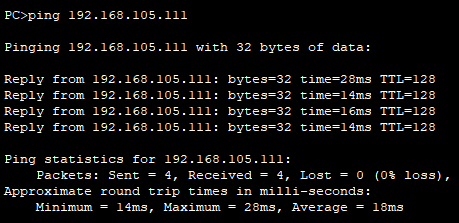 PC>ping 192.168.105.111
Pinging 192.168.105.111 with 32 bytes of data:
Reply from 192.168.105.111: bytes=32 time=28ms TTL=128
Reply from 192.168.105.111: bytes=32 time=14ms TTL=128
Reply from 192.168.105.111: bytes=32 time=16ms TTL=128
Reply from 192.168.105.111: bytes=32 time=14ms TTL=128
Ping statistics for 192.168.105.111:
    Packets: Sent = 4, Received = 4, Lost = 0 (0% loss),
Approximate round trip times in milli-seconds:
    Minimum = 14ms, Maximum = 28ms, Average = 18ms